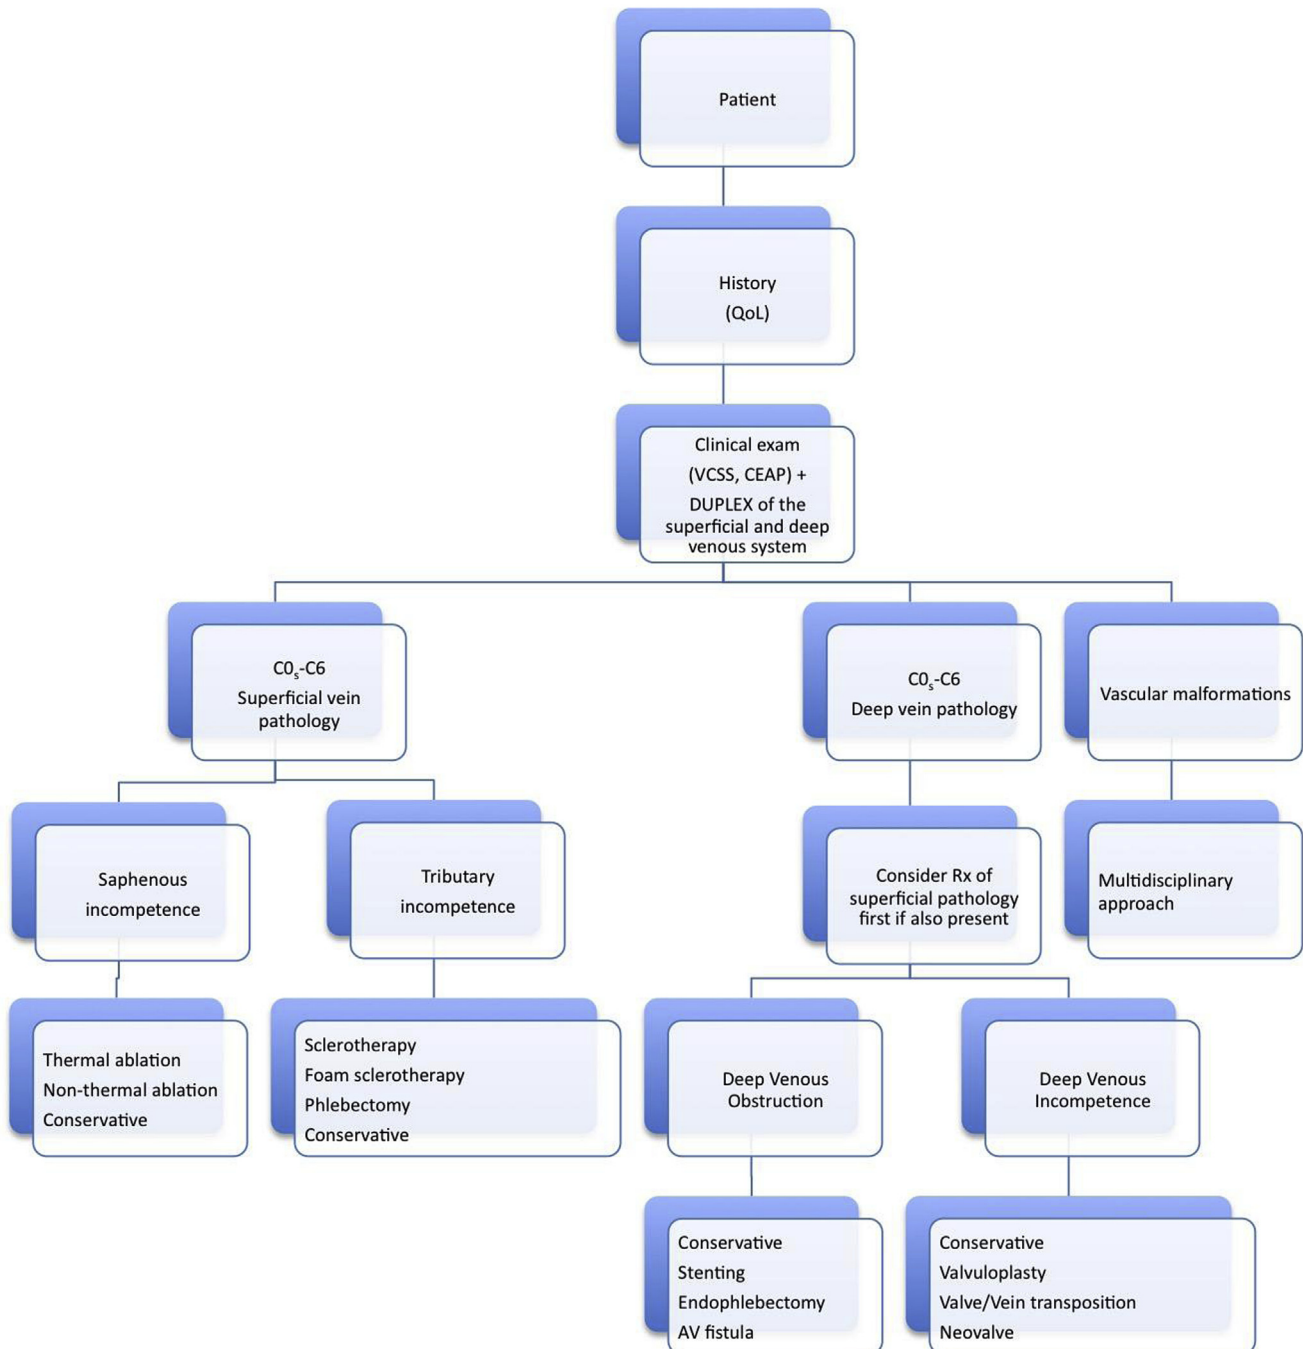 Patient
History
(QoL)
Clinical exam
(VCSS, CEAP) +
DUPLEX of the
superficial and deep
venous system
C0s-C6
Superficial vein
pathology
C0s-C6
Deep vein pathology
Vascular malformations
Saphenous
incompetence
Tributary
incompetence
Consider Rx of
superficial pathology
first if also present
Multidisciplinary
approach
Thermal ablation
Non-thermal ablation
Conservative
Sclerotherapy
Foam sclerotherapy
Phlebectomy
Conservative
Deep Venous
Obstruction
Deep Venous
Incompetence
Conservative
Stenting
Endophlebectomy
AV fistula
Conservative
Valvuloplasty
Valve/Vein transposition
Neovalve